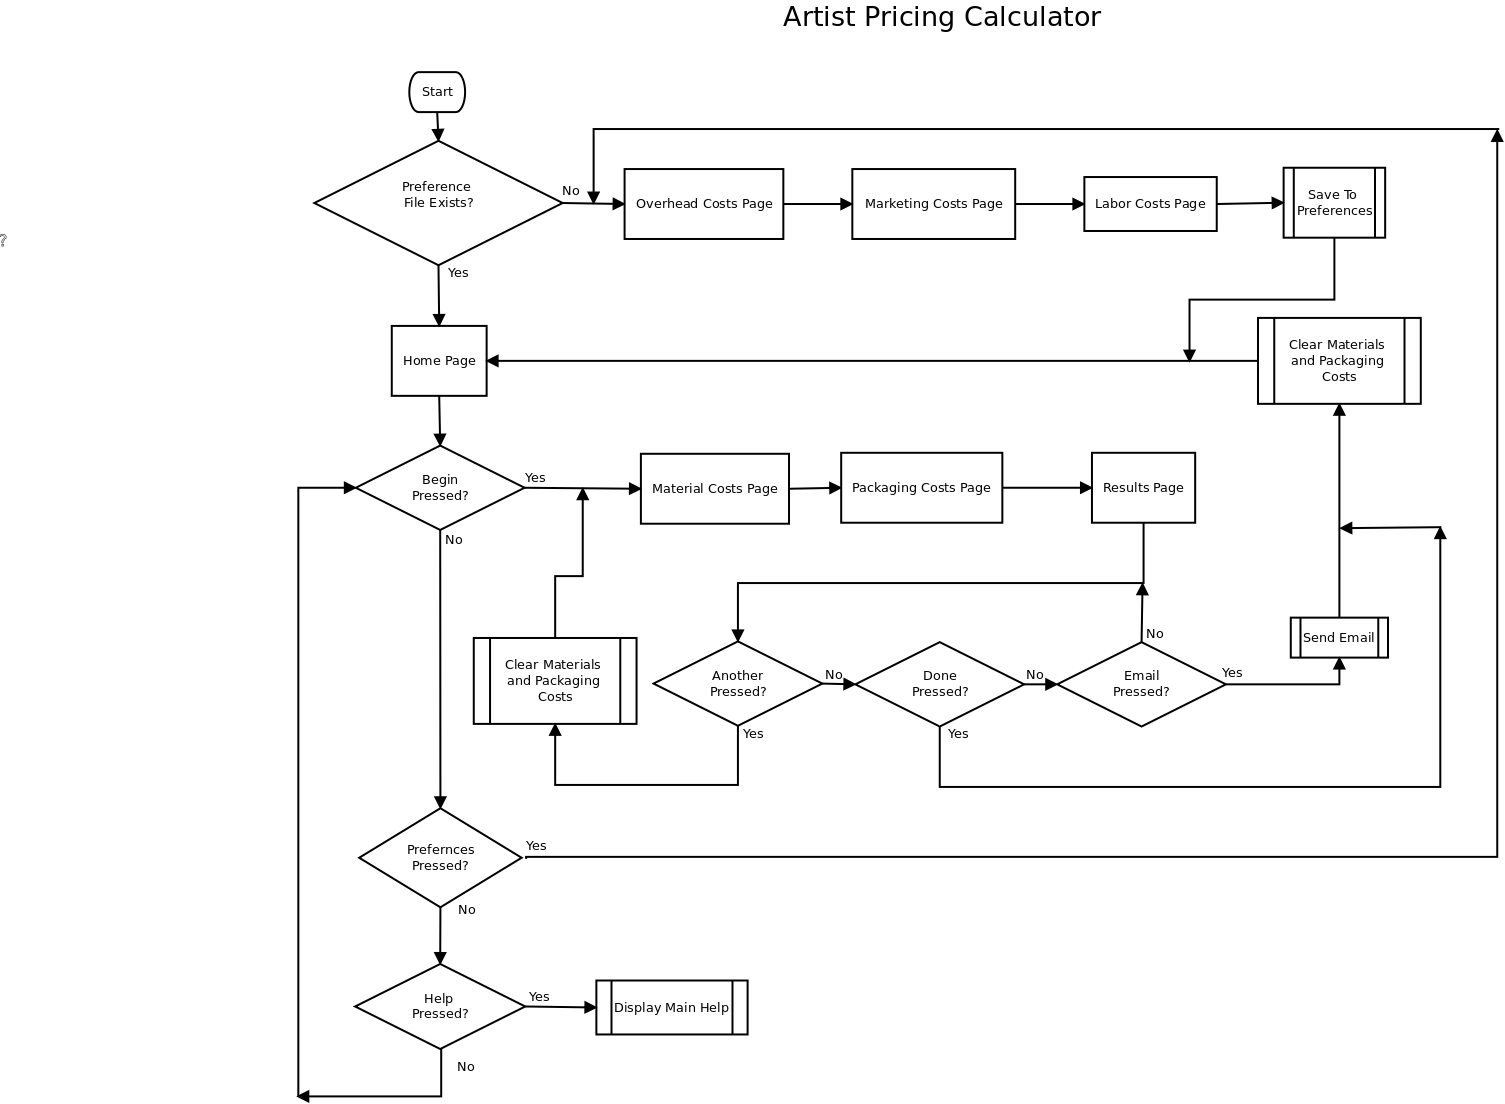 Artist Pricing Calculator
Start
Preference
File Exists?
No
Yes
Overhead Costs Page
Marketing Costs Page
Labor Costs Page
Save To
Preferences
?
Home Page
Clear Materials
and Packaging
Costs
Begin
Pressed?
Yes
No
Material Costs Page
Packaging Costs Page
Results Page
Clear Materials
and Packaging
Costs
Another
Pressed?
No
Yes
Done
Pressed?
No
Yes
Email
Pressed?
No
Yes
Send Email
Prefernces
Pressed?
Yes
No
Help
Pressed?
Yes
No
Display Main Help